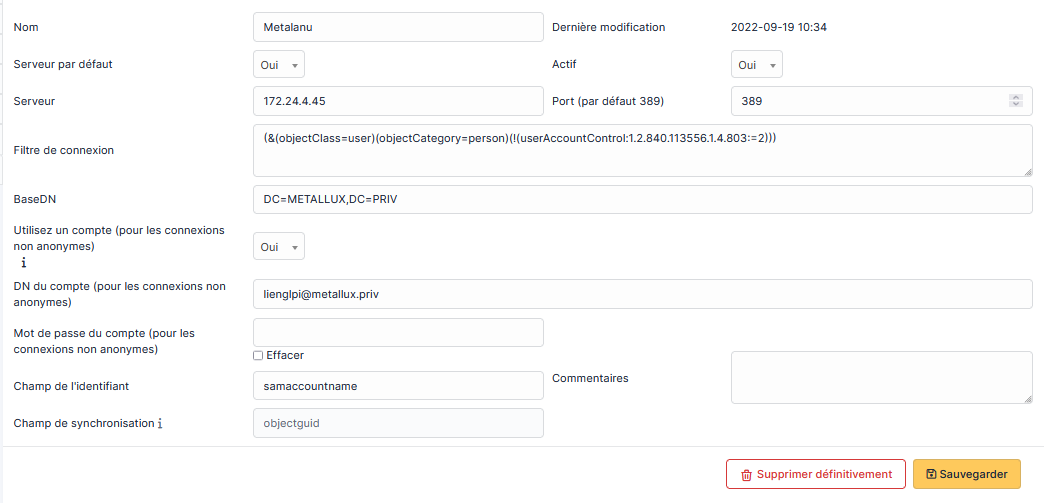 Nom
Metalanu
Dernière modification
2022-09-19 10:34
Serveur par défaut
Oui
Actif
Oui
Serveur
172.24.4.45
Port (par défaut 389)
389
Filtre de connexion
(&(objectClass=user)(objectCategory=person)(!(userAccountControl:1.2.840.113556.1.4.803:=2)))
BaseDN
DC=METALLUX,DC=PRIV
Utilisez un compte (pour les connexions
non anonymes)
Oui
DN du compte (pour les connexions non
anonymes)
lienglpi@metallux.priv
Mot de passe du compte (pour les
connexions non anonymes)
Effacer
Champ de l'identifiant
samaccountname
Commentaires
Champ de synchronisation
objectguid
Supprimer définitivement
Sauvegarder